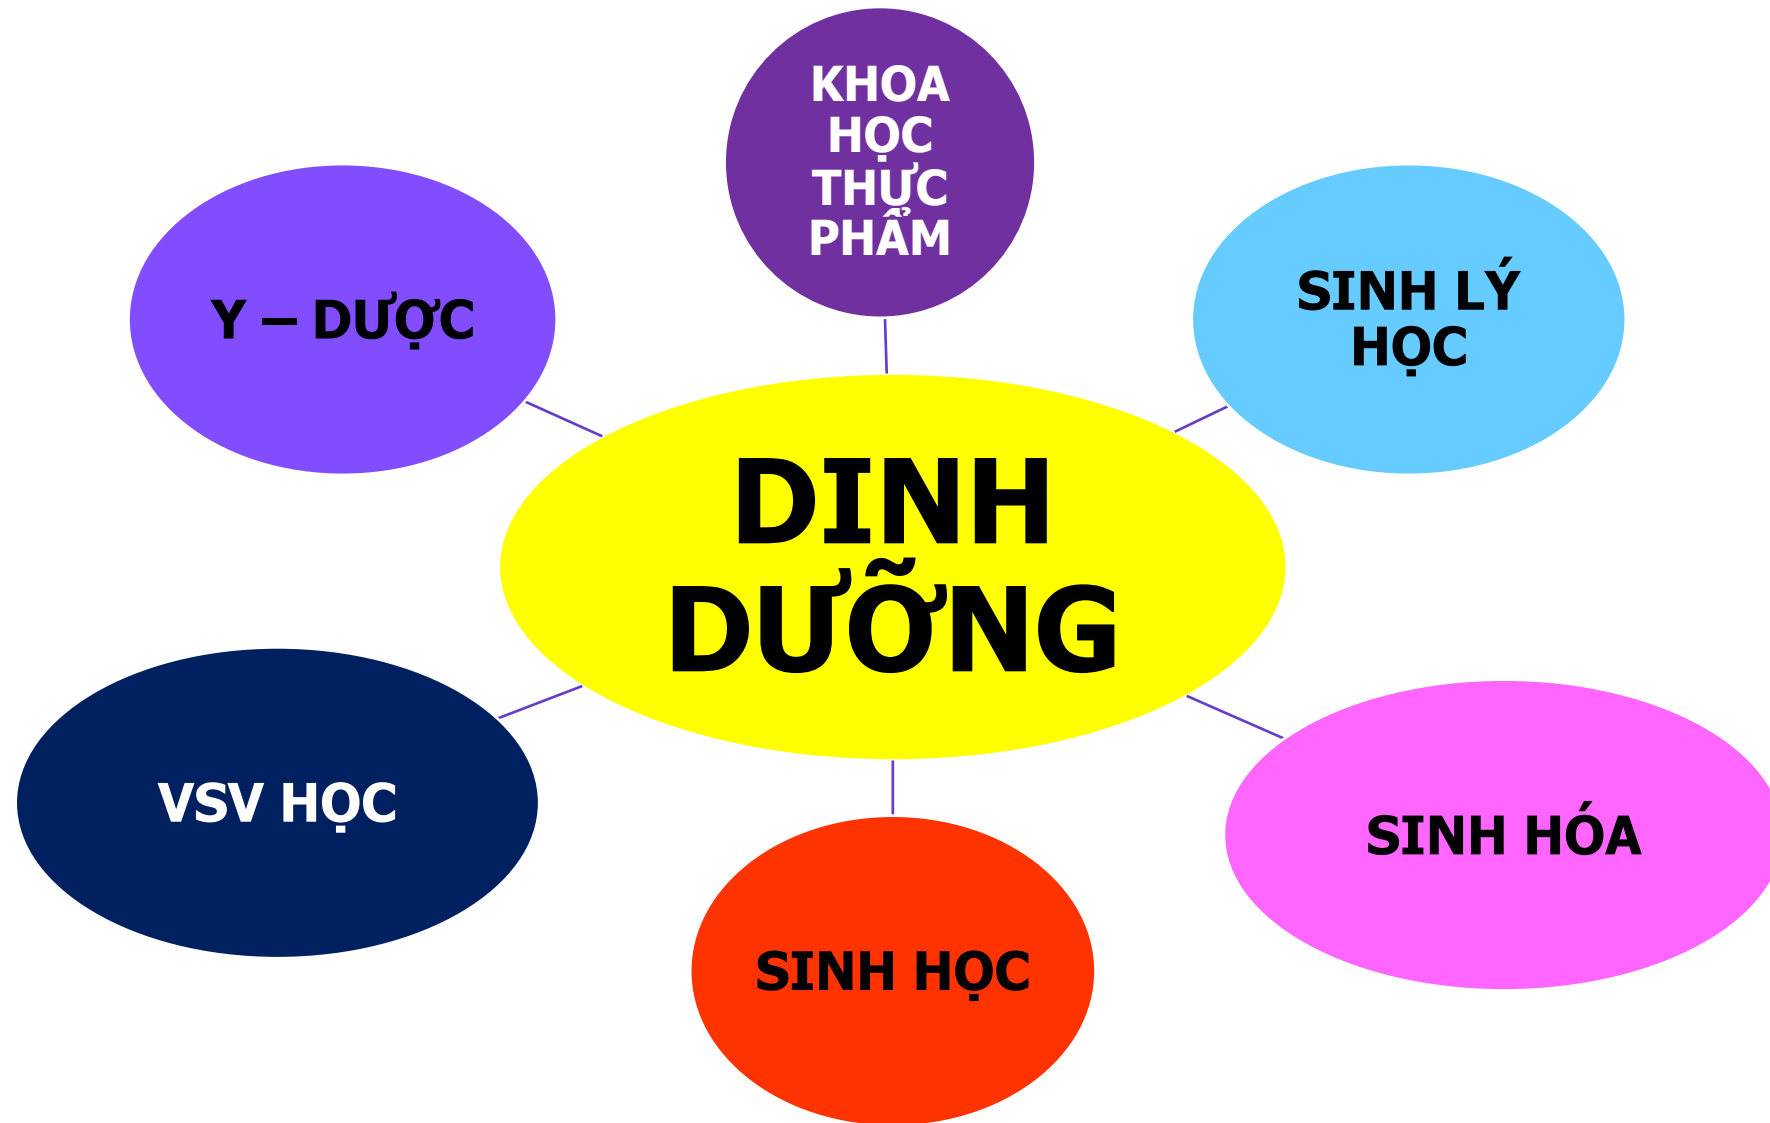 KHOA
HỌC
THỰC
PHẨM
Y – DƯỢC
SINH LÝ
HỌC
DINH
DƯỠNG
VSV HỌC
SINH HÓA
SINH HỌC